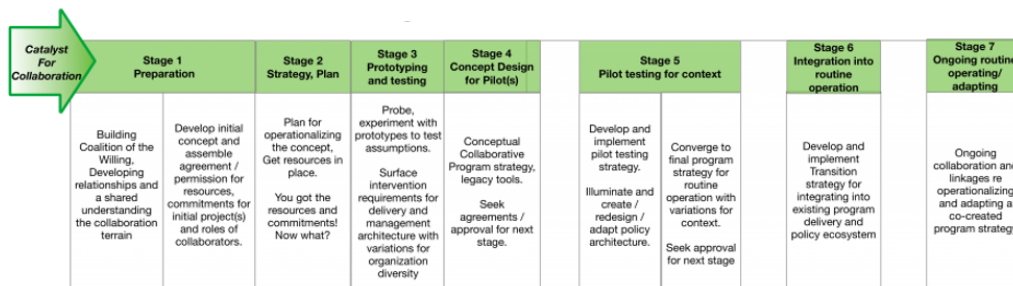 Catalyst
For
Collaboration
Stage 1
Preparation
Stage 2
Strategy, Plan
Stage 3
Prototyping
and testing
Stage 4
Concept Design
for Pilot(s)
Stage 5
Pilot testing for context
Stage 6
Integration into
routine
operation
Stage 7
Ongoing routine
operating/
adapting
Building
Coalition of the
Willing,
Developing
relationships and
a shared
understanding
the collaboration
terrain
Develop initial
concept and
assemble
agreement /
permission for
resources,
commitments for
initial project(s)
and roles of
collaborators.
Plan for
operationalizing
the concept,
Get resources in
place.
You got the
resources and
commitments!
Now what?
Probe,
experiment with
prototypes to test
assumptions.
Surface
intervention
requirements for
delivery and
management
architecture with
variations for
organization
diversity
Conceptual
Collaborative
Program strategy,
legacy tools.
Seek
agreements /
approval for next
stage.
Develop and
implement
pilot testing
strategy.
Illuminate and
create /
redesign /
adapt policy
architecture.
Converge to
final program
strategy for
routine
operation with
variations for
context.
Seek approval
for next stage
Develop and
implement
Transition
strategy for
integrating into
existing program
delivery and
policy ecosystem
Ongoing
collaboration and
linkages re
operationalizing
and adapting a
co-created
program strategy